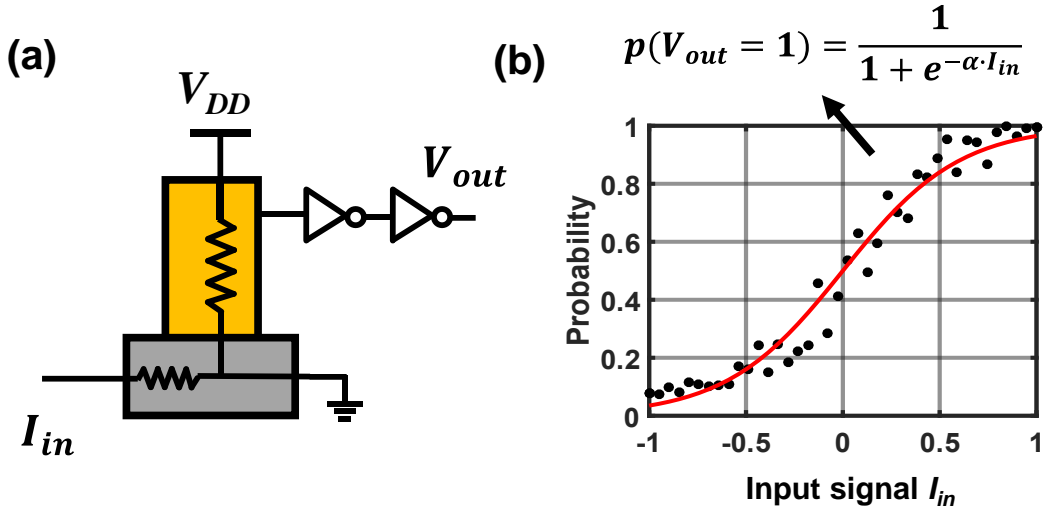 (a)
V_DD
V_out
I_in
(b)
p(V_out = 1) = 1 / (1 + e^{-α·I_in})
1
0.8
0.6
0.4
0.2
0
Probability
-1 -0.5 0 0.5 1
Input signal I_in